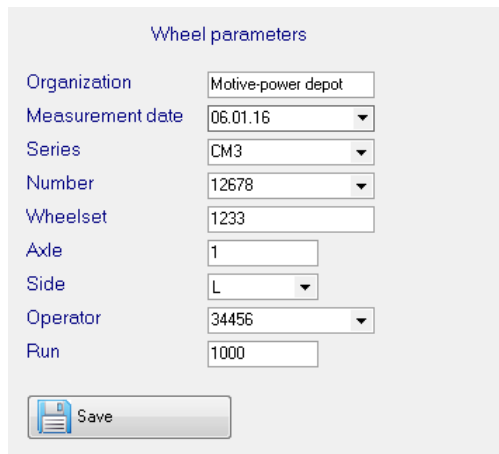 Wheel parameters
Organization Motive-power depot
Measurement date 06.01.16
Series CM3
Number 12678
Wheelset 1233
Axle 1
Side L
Operator 34456
Run 1000
Save